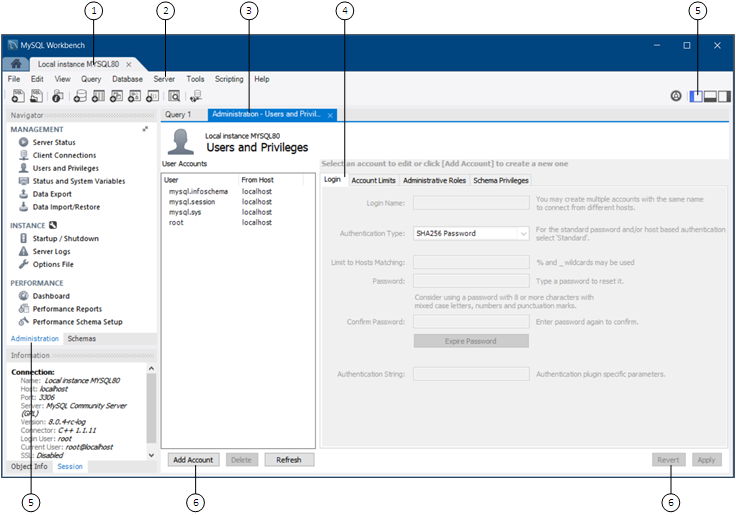 1 2 3 4 5
MySQL Workbench
Local instance MYSQL80
File Edit View Query Database Server Tools Scripting Help
Navigator
MANAGEMENT
Server Status
Client Connections
Users and Privileges
Status and System Variables
Data Export
Data Import/Restore
INSTANCE
Startup / Shutdown
Server Logs
Options File
PERFORMANCE
Dashboard
Performance Reports
Performance Schema Setup
Administration Schemas
Information
Connection:
Name: Local instance MYSQL80
Host: localhost
Port: 3306
Server: MySQL Community Server
(GPL)
Version: 8.0.4-rc-log
Connector: C++ 1.1.11
Login User: root
Current User: root@localhost
SSL: Disabled
Object Info Session
Query 1 Administration - Users and Privil...
Local instance MYSQL80
Users and Privileges
User Accounts
User From Host
mysql.infoschema localhost
mysql.session localhost
mysql.sys localhost
root localhost
Add Account Delete Refresh
Select an account to edit or click [Add Account] to create a new one
Login Account Limits Administrative Roles Schema Privileges
Login Name: You may create multiple accounts with the same name
to connect from different hosts.
Authentication Type: SHA256 Password For the standard password and/or host based authentication
select 'Standard'.
Limit to Hosts Matching: % and _ wildcards may be used
Password: Type a password to reset it.
Consider using a password with 8 or more characters with
mixed case letters, numbers and punctuation marks.
Confirm Password: Enter password again to confirm.
Expire Password
Authentication String: Authentication plugin specific parameters.
Revert Apply
5 6 6